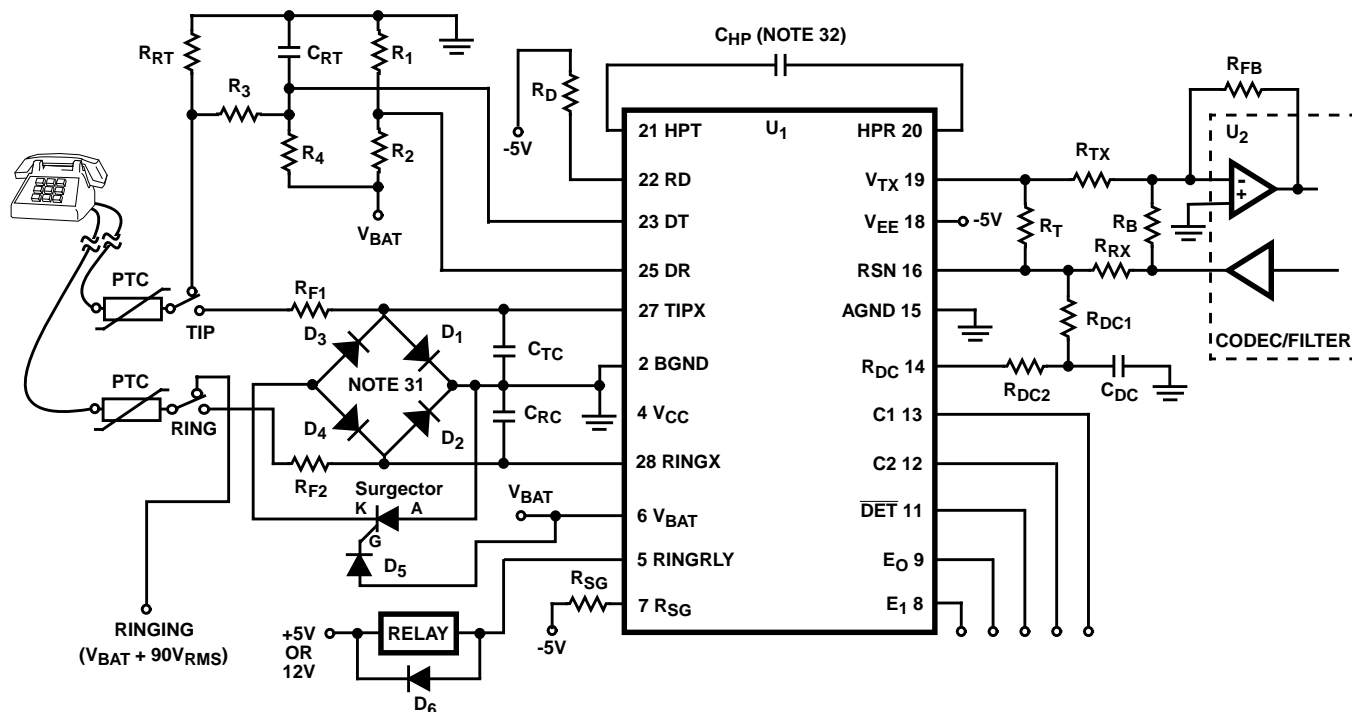 C_HP (NOTE 32)
R_RT
C_RT
R_1
R_3
R_4
R_2
V_BAT
R_D
-5V
U_1
21 HPT
HPR 20
22 RD
V_TX 19
23 DT
V_EE 18
-5V
25 DR
RSN 16
27 TIPX
AGND 15
2 BGND
R_DC 14
4 V_CC
C1 13
28 RINGX
C2 12
6 V_BAT
DET 11
5 RINGRLY
E_O 9
7 R_SG
E_1 8
R_FB
U_2
R_TX
-
+
R_T
R_B
R_RX
R_DC1
CODEC/FILTER
R_DC2
C_DC
PTC
TIP
R_F1
D_3
D_1
C_TC
NOTE 31
PTC
RING
D_4
D_2
C_RC
R_F2
Surgector
K
A
G
D_5
V_BAT
R_SG
-5V
RINGING
(V_BAT + 90V_RMS)
+5V
OR
12V
RELAY
D_6